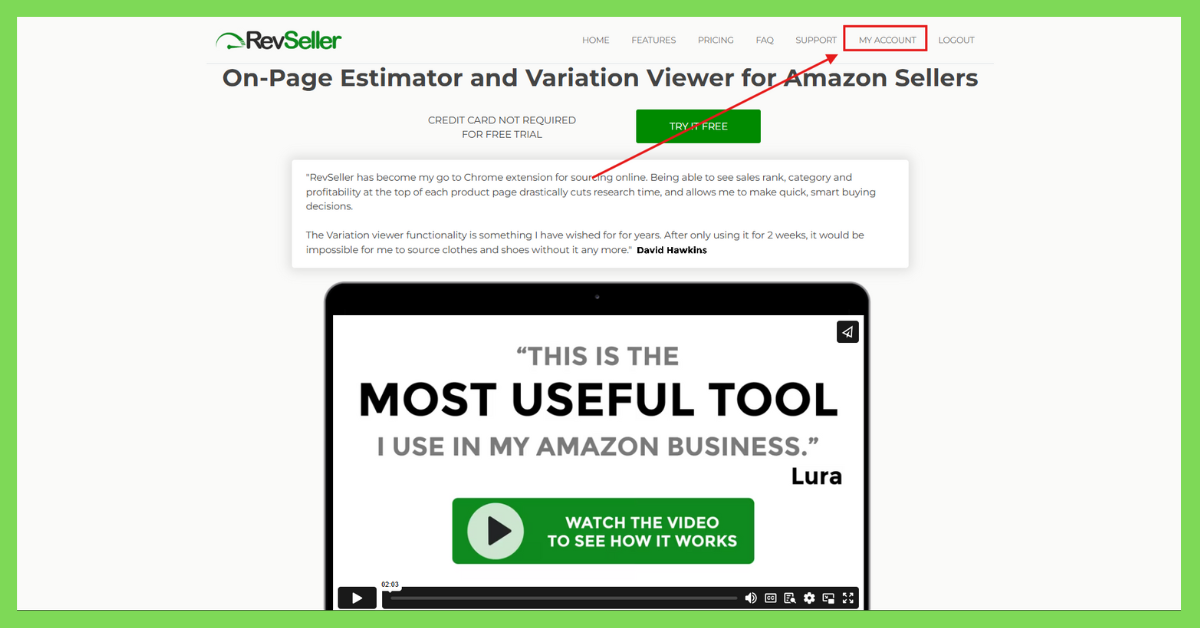 RevSeller
HOME FEATURES PRICING FAQ SUPPORT MY ACCOUNT LOGOUT
On-Page Estimator and Variation Viewer for Amazon Sellers
CREDIT CARD NOT REQUIRED
FOR FREE TRIAL
TRY IT FREE
"RevSeller has become my go to Chrome extension for sourcing online. Being able to see sales rank, category and
profitability at the top of each product page drastically cuts research time, and allows me to make quick, smart buying
decisions.
The Variation viewer functionality is something I have wished for for years. After only using it for 2 weeks, it would be
impossible for me to source clothes and shoes without it any more." David Hawkins
“THIS IS THE
MOST USEFUL TOOL
I USE IN MY AMAZON BUSINESS.”
Lura
WATCH THE VIDEO
TO SEE HOW IT WORKS
02:03
CC